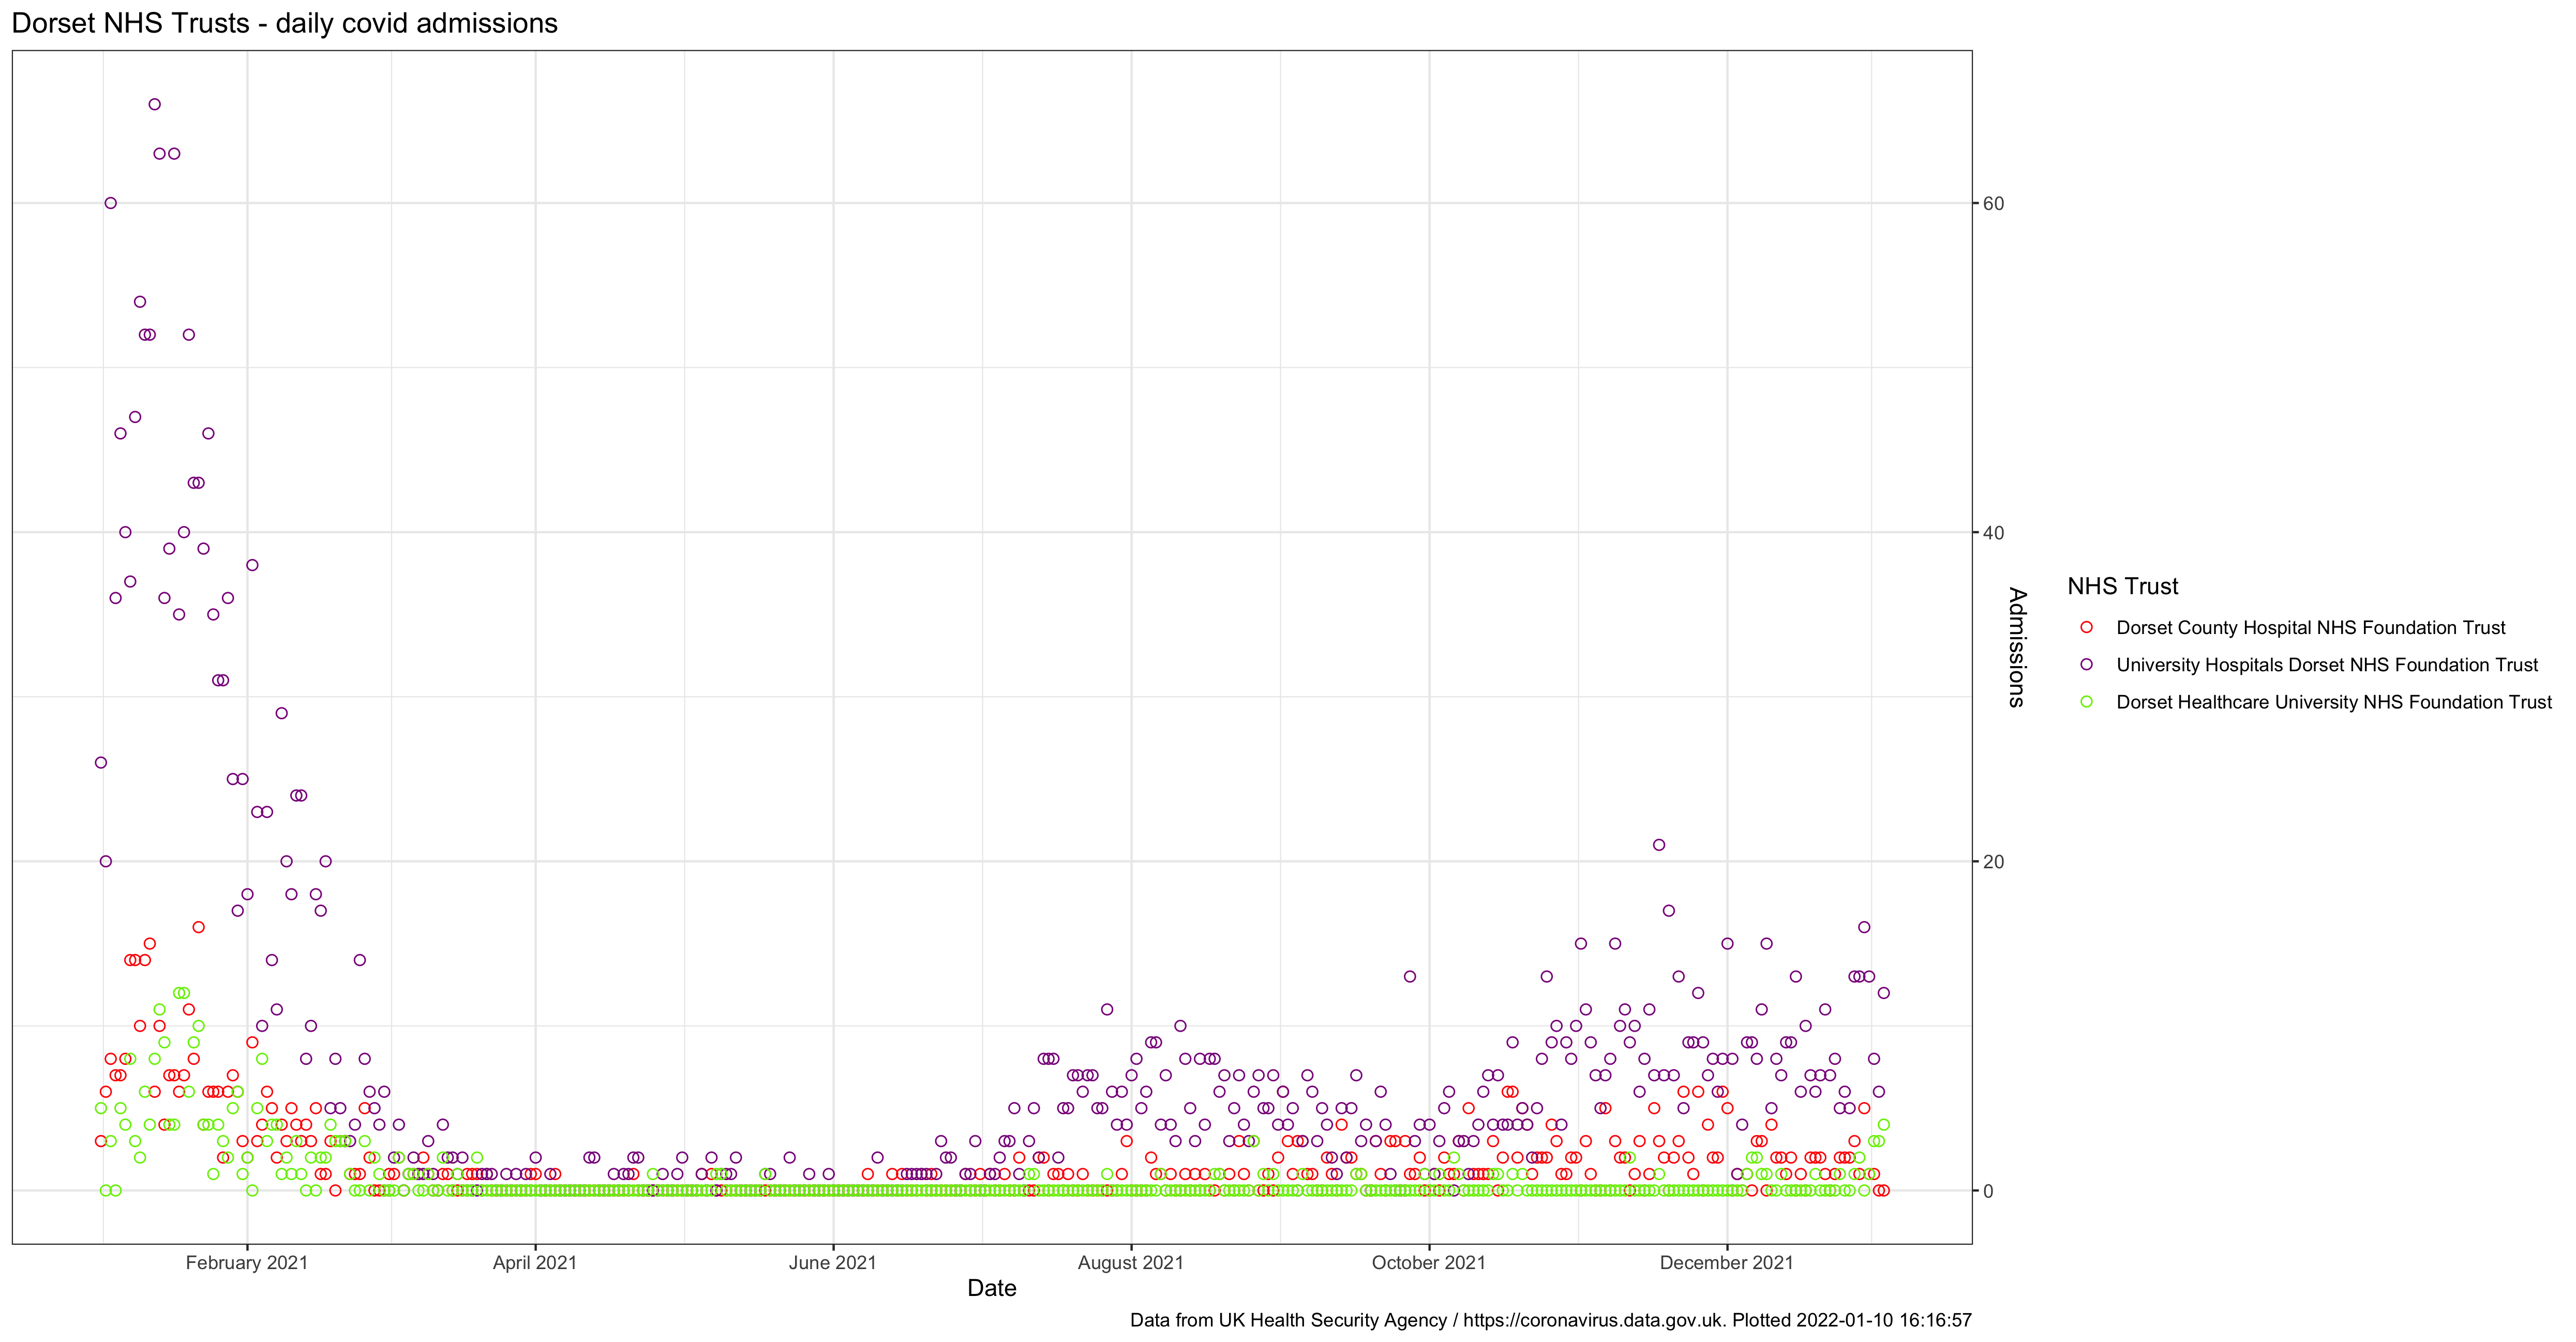 Dorset NHS Trusts - daily covid admissions
60
40
20
0
Admissions
NHS Trust
Dorset County Hospital NHS Foundation Trust
University Hospitals Dorset NHS Foundation Trust
Dorset Healthcare University NHS Foundation Trust
February 2021
April 2021
June 2021
August 2021
October 2021
December 2021
Date
Data from UK Health Security Agency / https://coronavirus.data.gov.uk. Plotted 2022-01-10 16:16:57